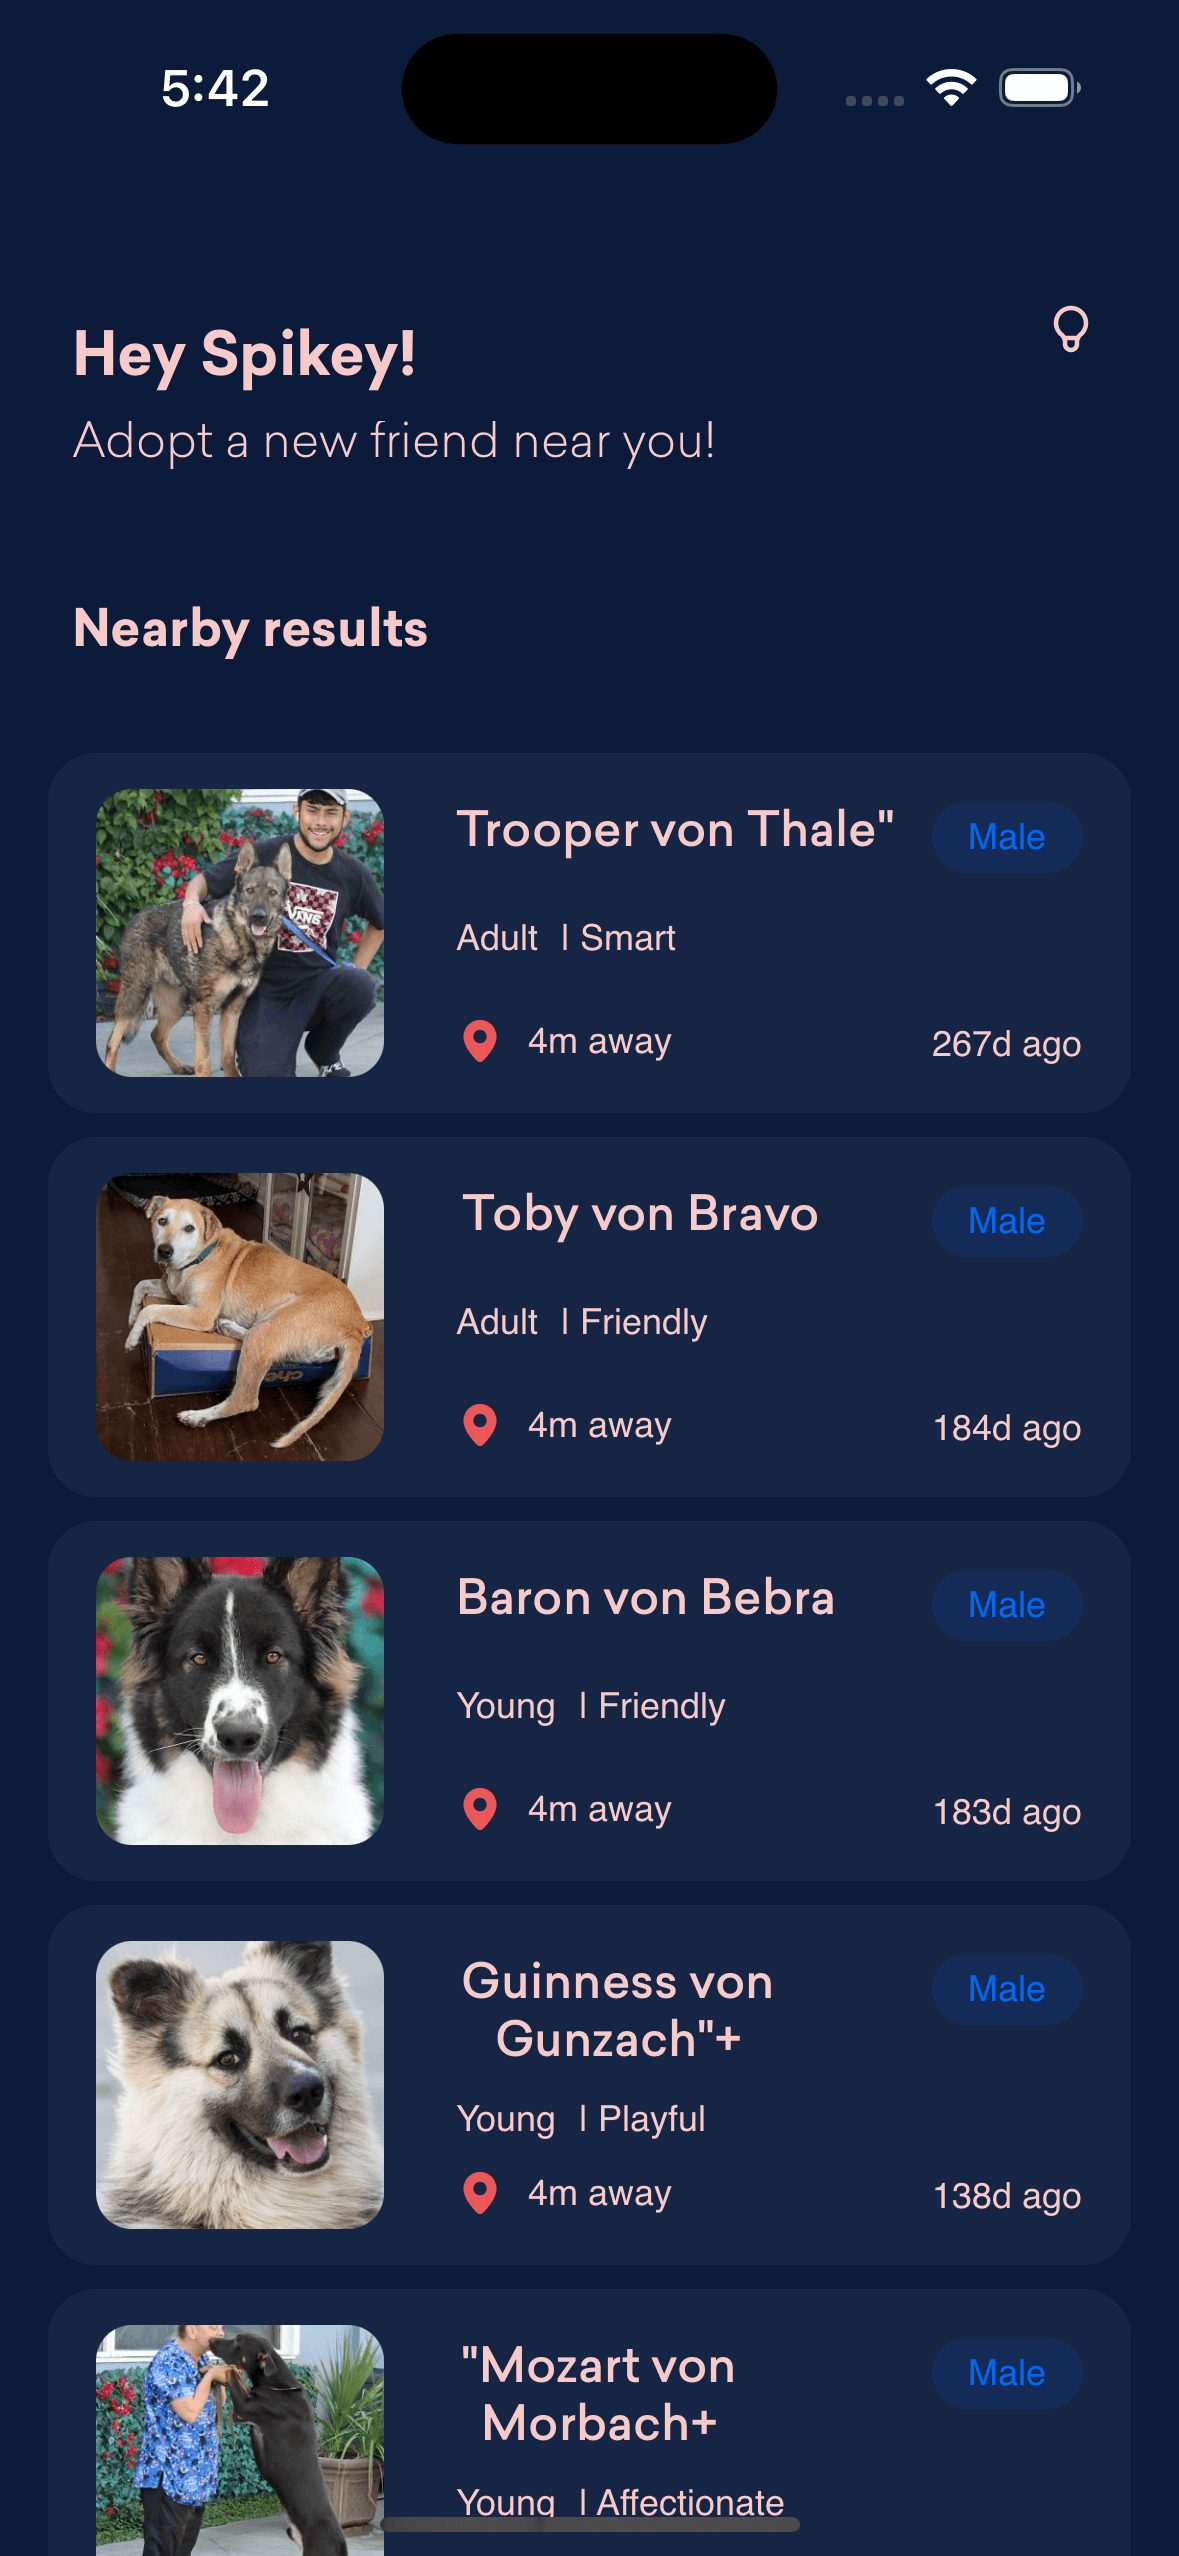 5:42
Hey Spikey!
Adopt a new friend near you!
Nearby results
Trooper von Thale"
Male
Adult | Smart
4m away
267d ago
VANS
Toby von Bravo
Male
Adult | Friendly
4m away
184d ago
Baron von Bebra
Male
Young | Friendly
4m away
183d ago
Guinness von
Gunzach"+
Male
Young | Playful
4m away
138d ago
"Mozart von
Morbach+
Male
Young | Affectionate